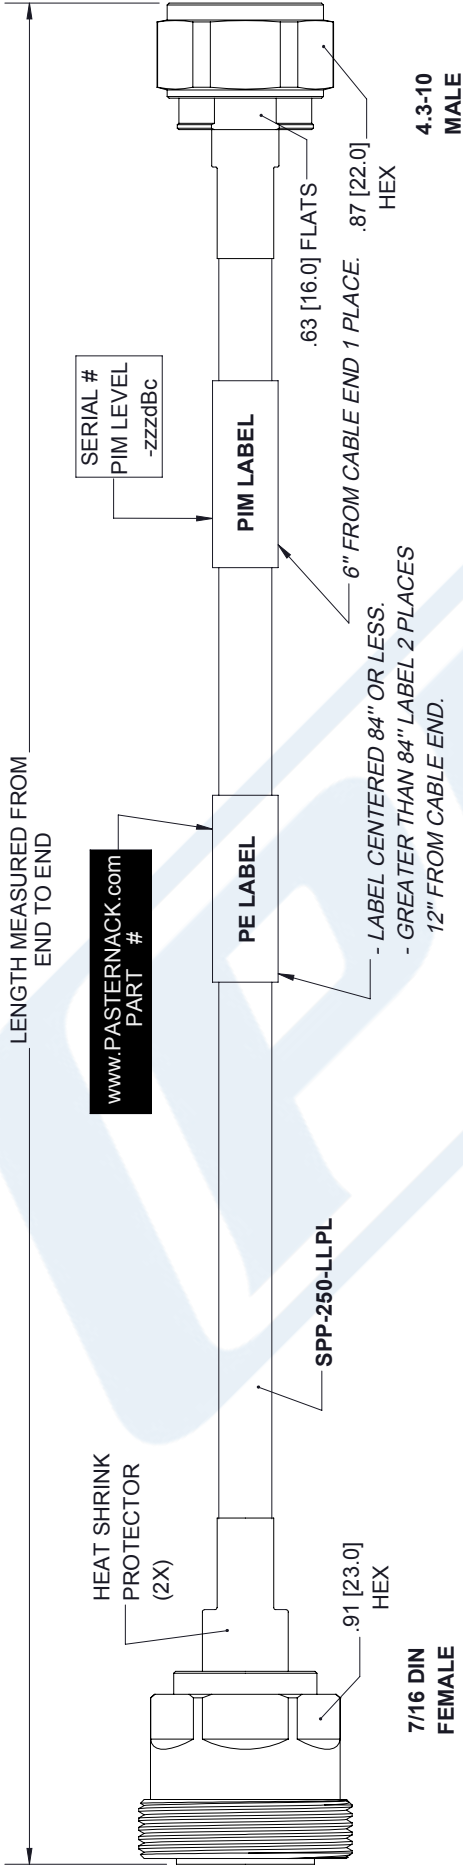 LENGTH MEASURED FROM
END TO END
HEAT SHRINK
PROTECTOR
(2X)
www.PASTERNACK.com
PART #
SERIAL #
PIM LEVEL
-zzzdBc
PE LABEL
PIM LABEL
SPP-250-LLPL
.91 [23.0]
HEX
7/16 DIN
FEMALE
- LABEL CENTERED 84" OR LESS.
- GREATER THAN 84" LABEL 2 PLACES
12" FROM CABLE END.
6" FROM CABLE END 1 PLACE.
.63 [16.0] FLATS
.87 [22.0]
HEX
4.3-10
MALE